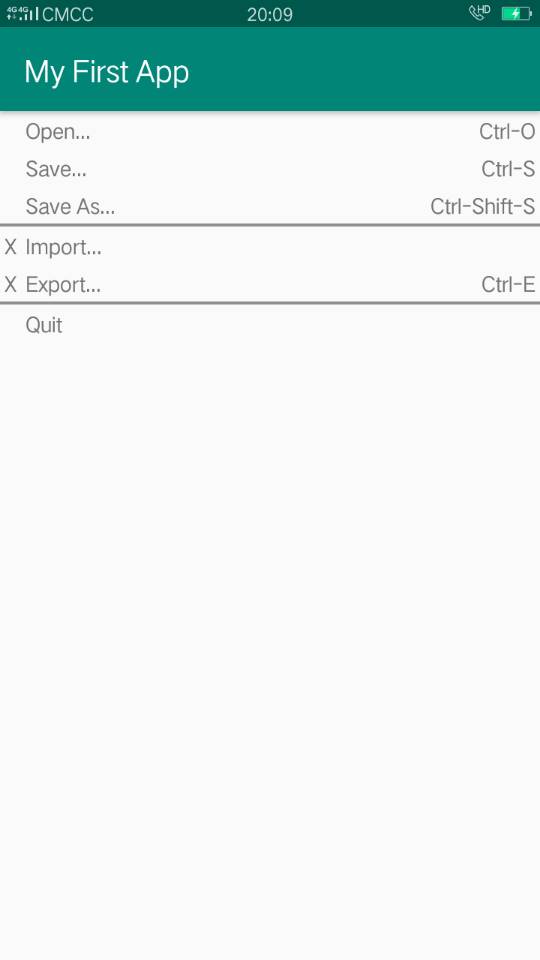 4G 4G CMCC 20:09 HD
My First App
Open... Ctrl-O
Save... Ctrl-S
Save As... Ctrl-Shift-S
X Import...
X Export... Ctrl-E
Quit